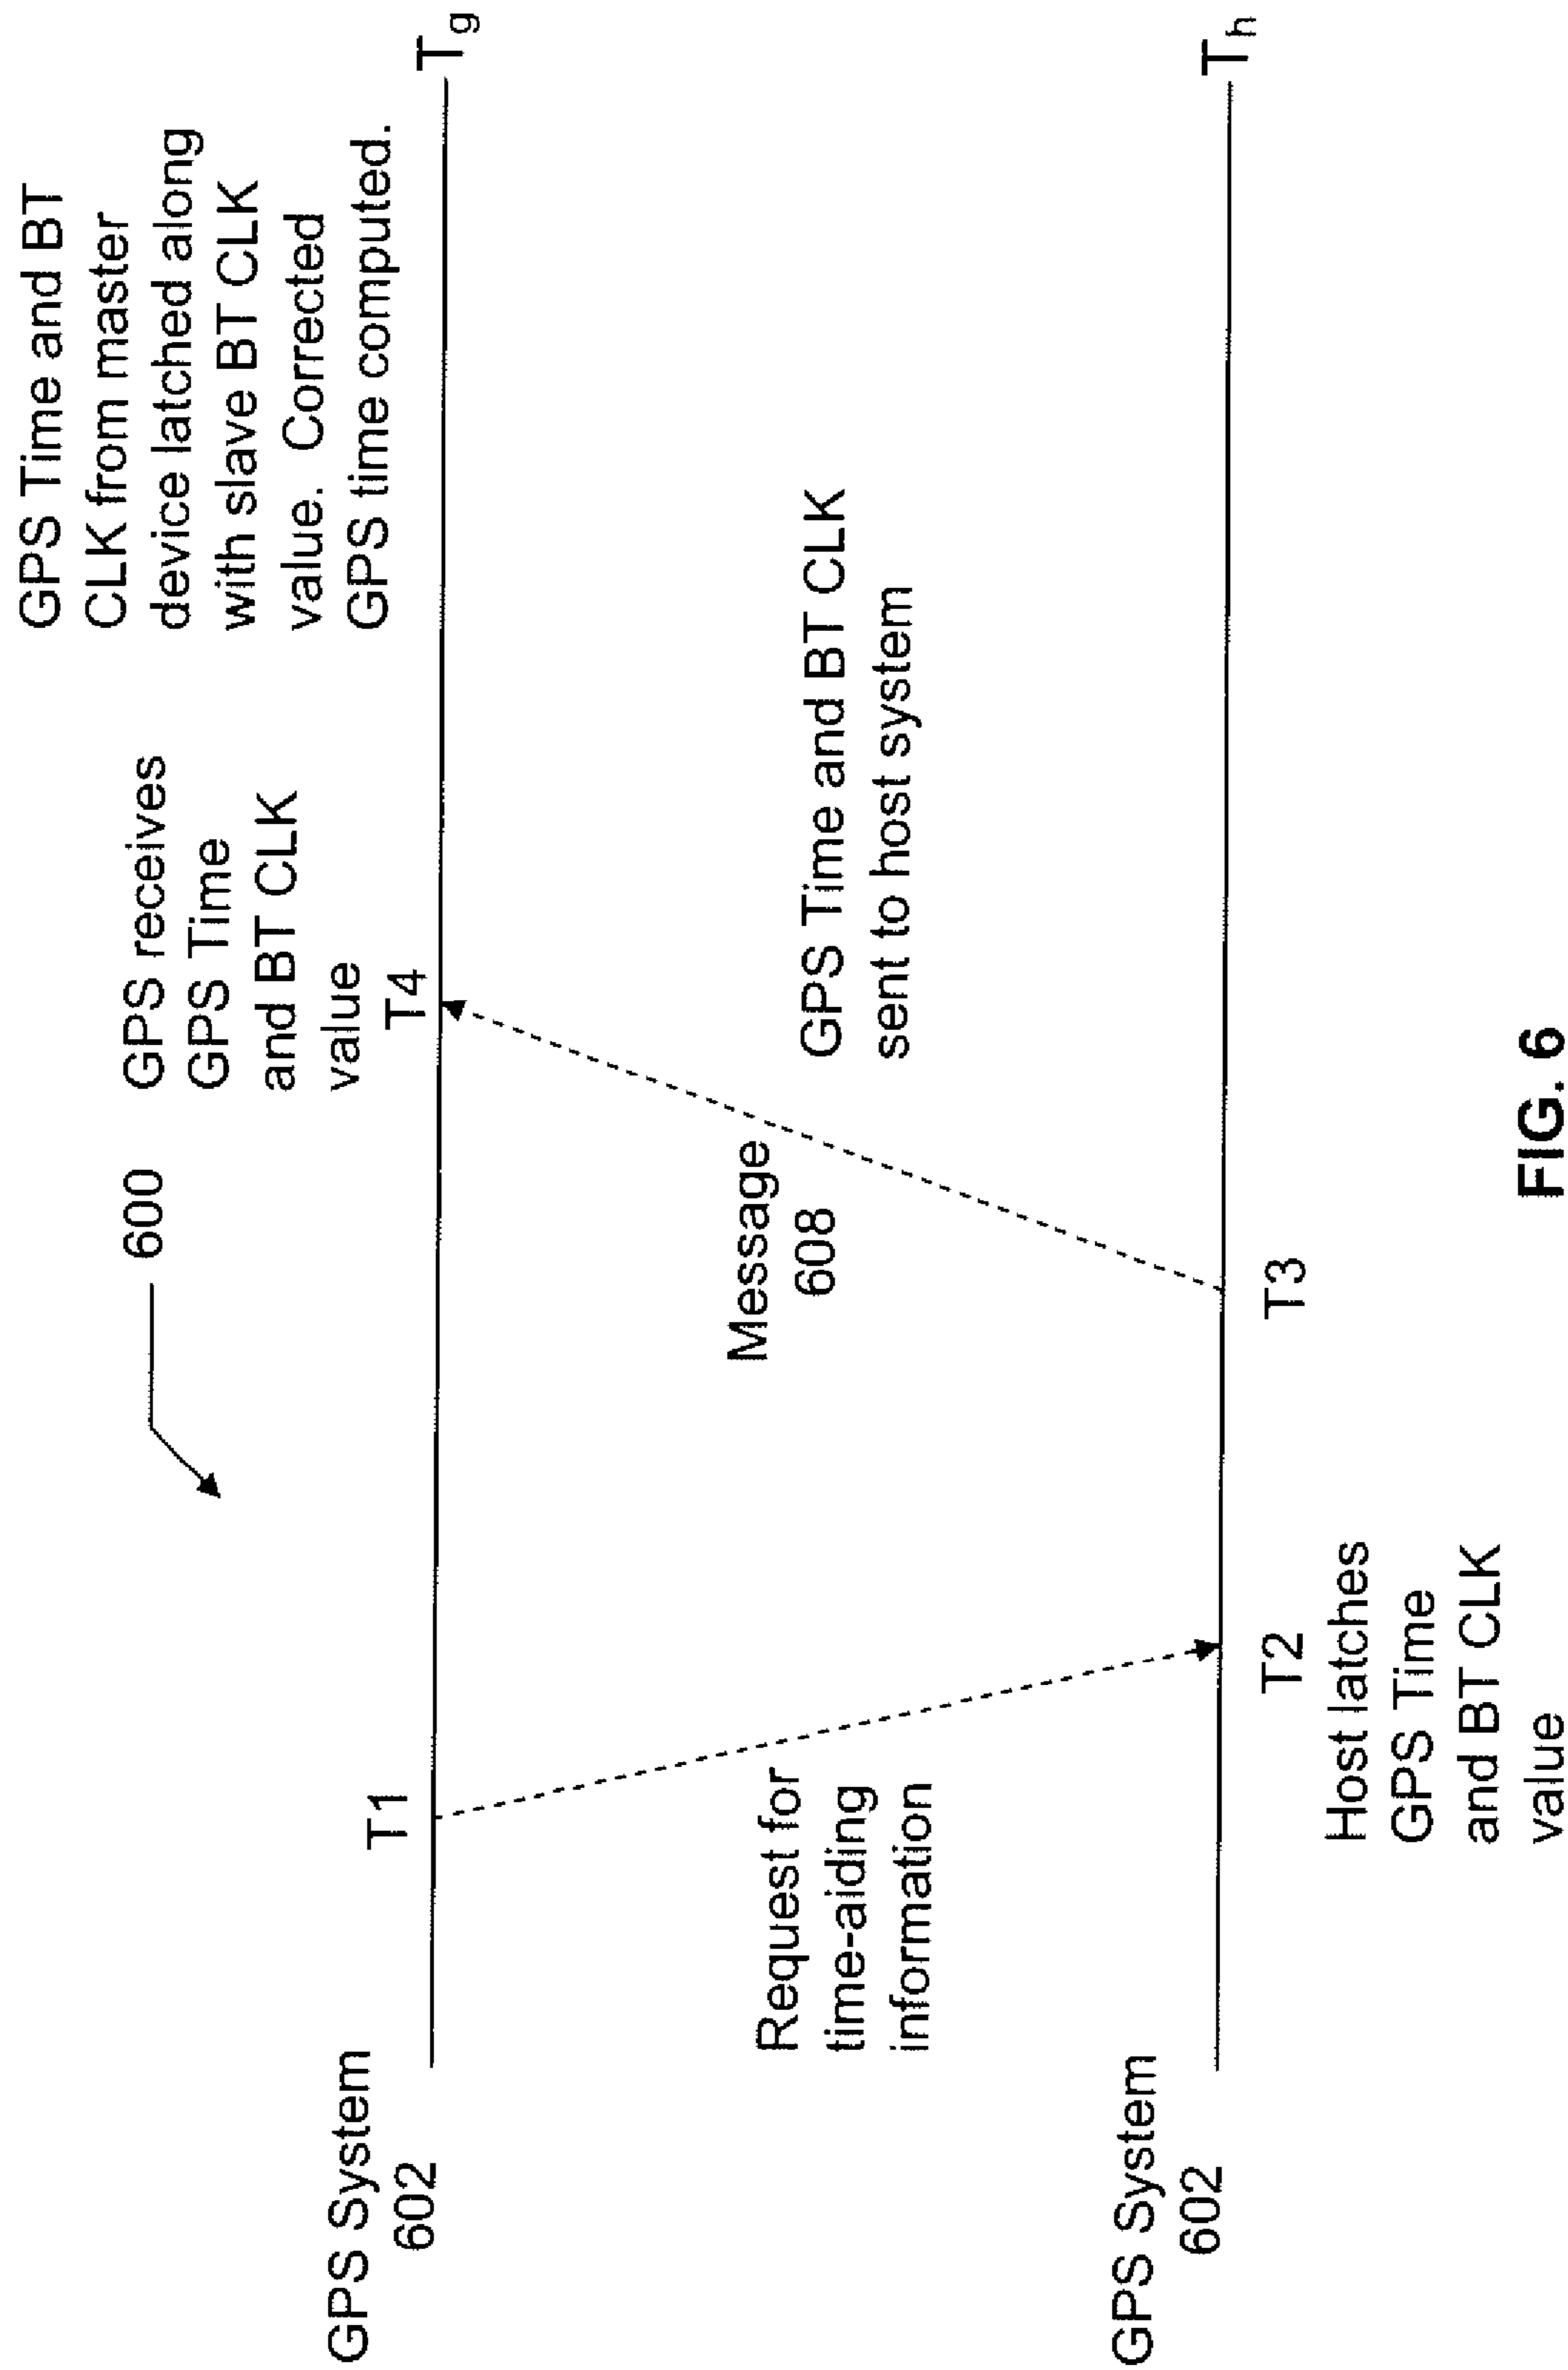 600
GPS receives
GPS Time
and BT CLK
value
GPS Time and BT
CLK from master
device latched along
with slave BT CLK
value. Corrected
GPS time computed.
GPS System
602
T1
T4
Tg
Request for
time-aiding
information
Message
608
GPS Time and BT CLK
sent to host system
GPS System
602
T2
Host latches
GPS Time
and BT CLK
value
T3
Th
FIG. 6